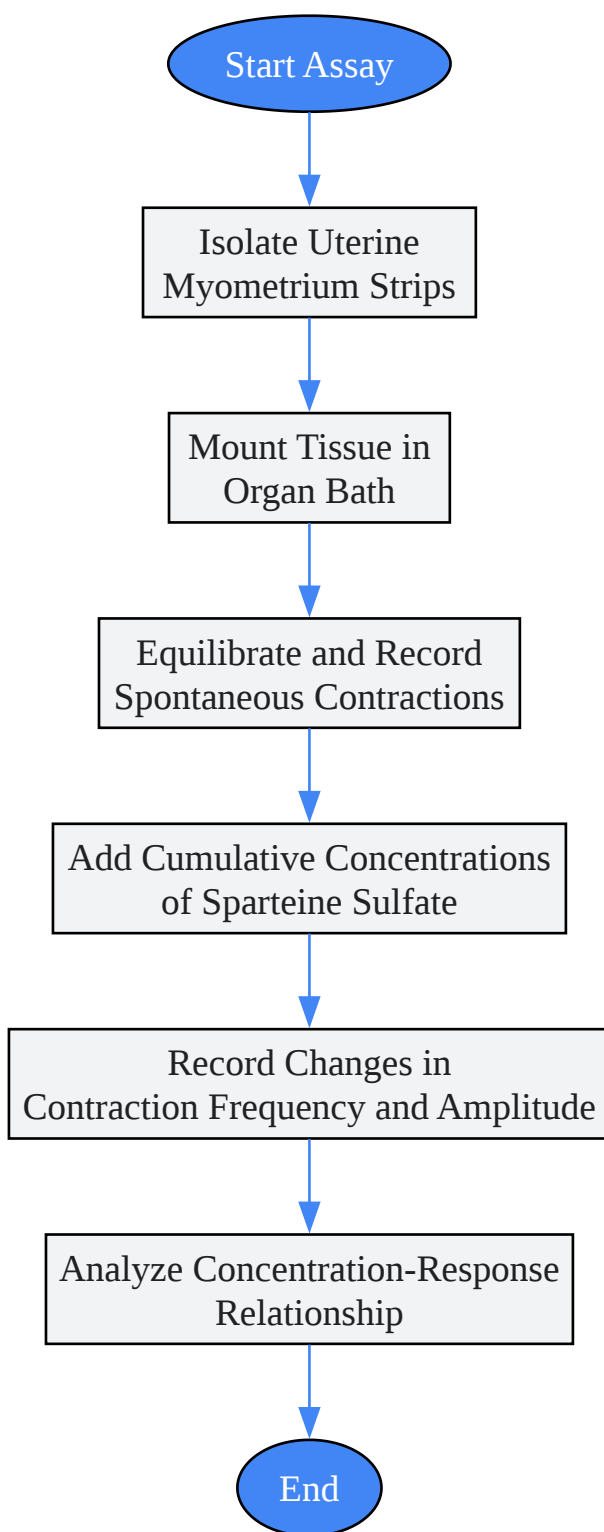 Start Assay
Isolate Uterine
Myometrium Strips
Mount Tissue in
Organ Bath
Equilibrate and Record
Spontaneous Contractions
Add Cumulative Concentrations
of Sparteine Sulfate
Record Changes in
Contraction Frequency and Amplitude
Analyze Concentration-Response
Relationship
End